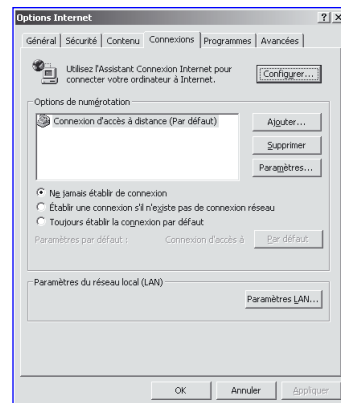 Options Internet
Général Sécurité Contenu Connexions Programmes Avancées
Utilisez l'Assistant Connexion Internet pour
connecter votre ordinateur à Internet.
Configurer...
Options de numérotation
Connexion d'accès à distance (Par défaut)
Ajouter...
Supprimer
Paramètres...
Ne jamais établir de connexion
Établir une connexion s'il n'existe pas de connexion réseau
Toujours établir la connexion par défaut
Paramètres par défaut : Connexion d'accès à
Par défaut
Paramètres du réseau local (LAN)
Paramètres LAN...
OK Annuler Appliquer